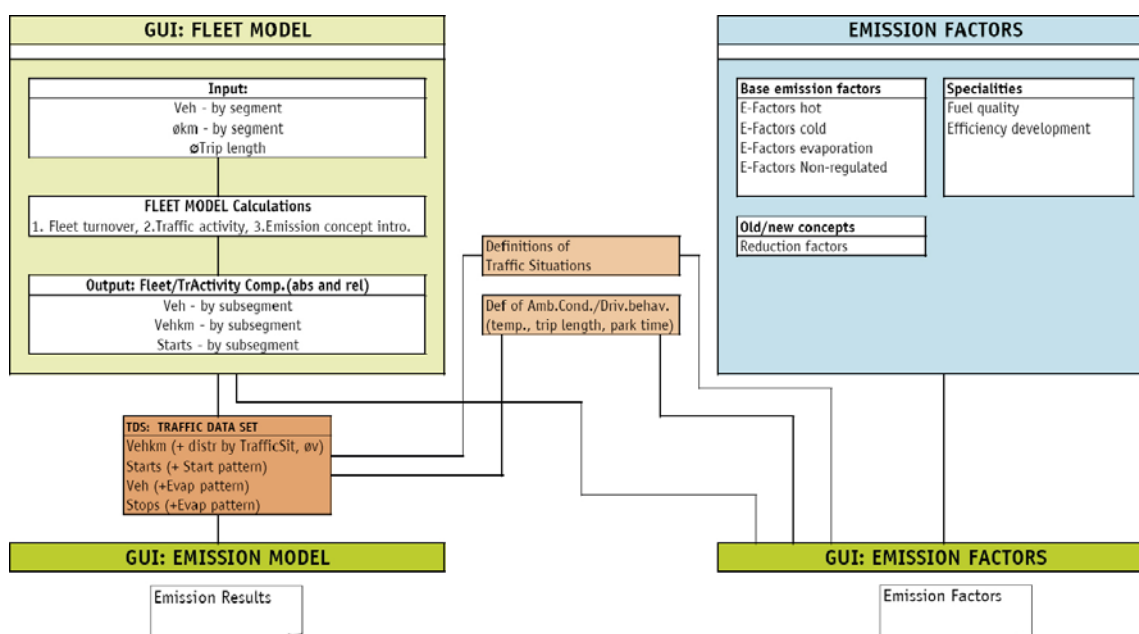 GUI: FLEET MODEL
Input:
Veh - by segment
økm - by segment
øTrip length
FLEET MODEL Calculations
1. Fleet turnover, 2.Traffic activity, 3.Emission concept intro.
Output: Fleet/TrActivity Comp.(abs and rel)
Veh - by subsegment
Vehkm - by subsegment
Starts - by subsegment
EMISSION FACTORS
Base emission factors
E-Factors hot
E-Factors cold
E-Factors evaporation
E-Factors Non-regulated
Specialities
Fuel quality
Efficiency development
Old/new concepts
Reduction factors
Definitions of
Traffic Situations
Def of Amb.Cond./Driv.behav.
(temp., trip length, park time)
TDS: TRAFFIC DATA SET
Vehkm (+ distr by TrafficSit, øv)
Starts (+ Start pattern)
Veh (+Evap pattern)
Stops (+Evap pattern)
GUI: EMISSION MODEL
Emission Results
GUI: EMISSION FACTORS
Emission Factors